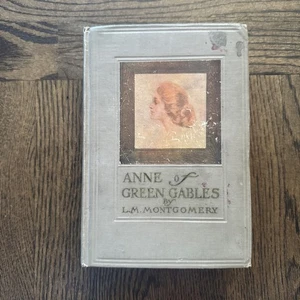 ANNE of
GREEN GABLES
BY
L.M. MONTGOMERY